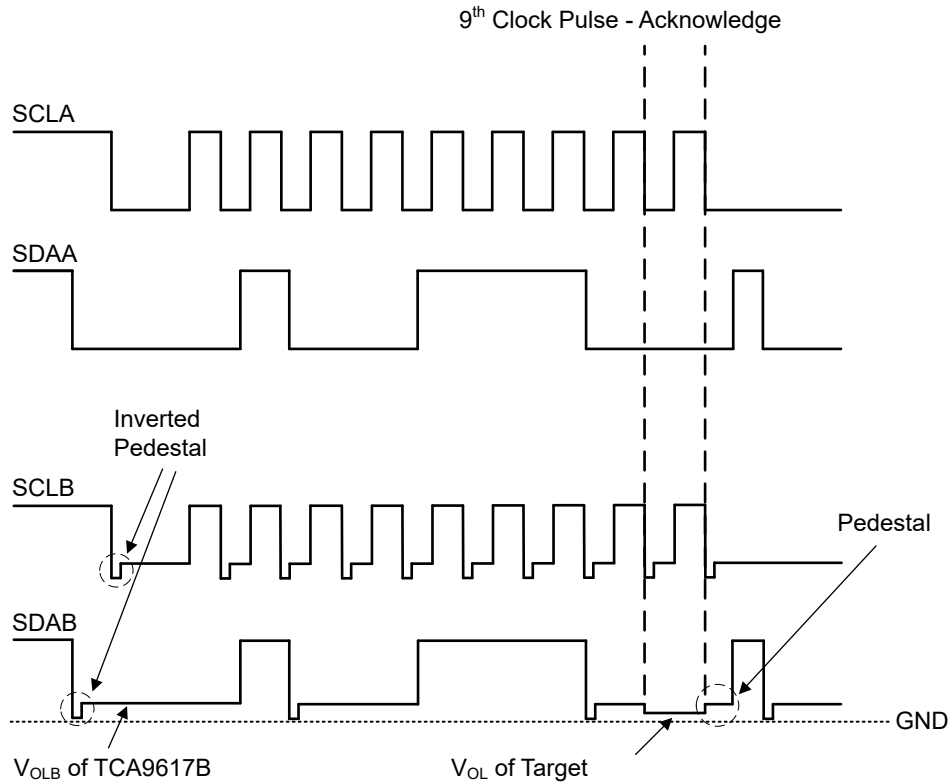 9th Clock Pulse - Acknowledge
SCLA
SDAA
Inverted
Pedestal
SCLB
Pedestal
SDAB
GND
VOLB of TCA9617B
VOL of Target